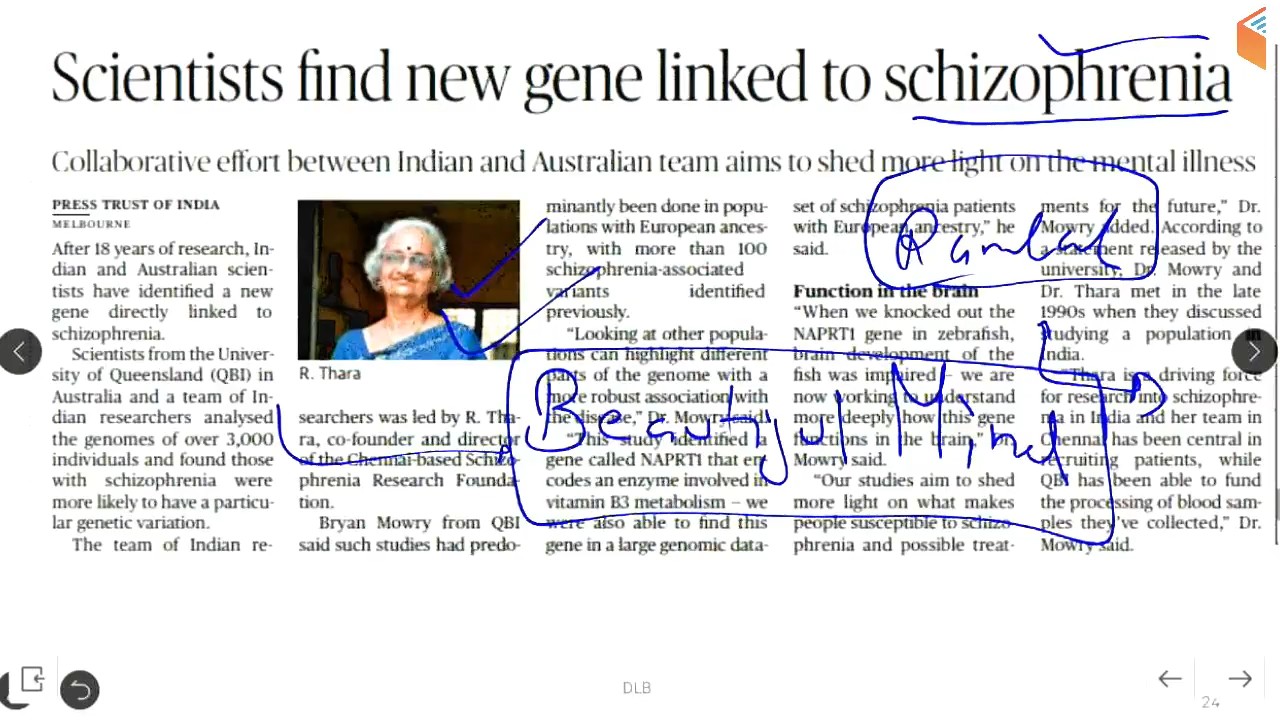 Scientists find new gene linked to schizophrenia
Collaborative effort between Indian and Australian team aims to shed more light on the mental illness
PRESS TRUST OF INDIA
MELBOURNE
After 18 years of research, In-
dian and Australian scien-
tists have identified a new
gene directly linked to
schizophrenia.
Scientists from the Univer-
sity of Queensland (QBI) in
Australia and a team of In-
dian researchers analysed
the genomes of over 3,000
individuals and found those
with schizophrenia were
more likely to have a particu-
lar genetic variation.
The team of Indian re-
R. Thara
searchers was led by R. Tha-
ra, co-founder and director
of the Chennai-based Schizo-
phrenia Research Founda-
tion.
Bryan Mowry from QBI
said such studies had predo-
minantly been done in popu-
lations with European ances-
try, with more than 100
schizophrenia-associated
variants identified
previously.
"Looking at other popula-
tions can highlight different
parts of the genome with a
more robust association with
the disease," Dr. Mowry said.
"This study identified a
gene called NAPRT1 that en-
codes an enzyme involved in
vitamin B3 metabolism – we
were also able to find this
gene in a large genomic data-
set of schizophrenia patients
with European ancestry," he
said.
Function in the brain
"When we knocked out the
NAPRT1 gene in zebrafish,
brain development of the
fish was impaired – we are
now working to understand
more deeply how this gene
functions in the brain,"
Mowry said.
"Our studies aim to shed
more light on what makes
people susceptible to schizo-
phrenia and possible treat-
ments for the future," Dr.
Mowry added. According to
a statement released by the
university, Dr. Mowry and
Dr. Thara met in the late
1990s when they discussed
studying a population in
India.
"Thara is a driving force
for research into schizophre-
nia in India and her team in
Chennai has been central in
recruiting patients, while
QBI has been able to fund
the processing of blood sam-
ples they've collected," Dr.
Mowry said.
Beauty of Mind
DLB
24